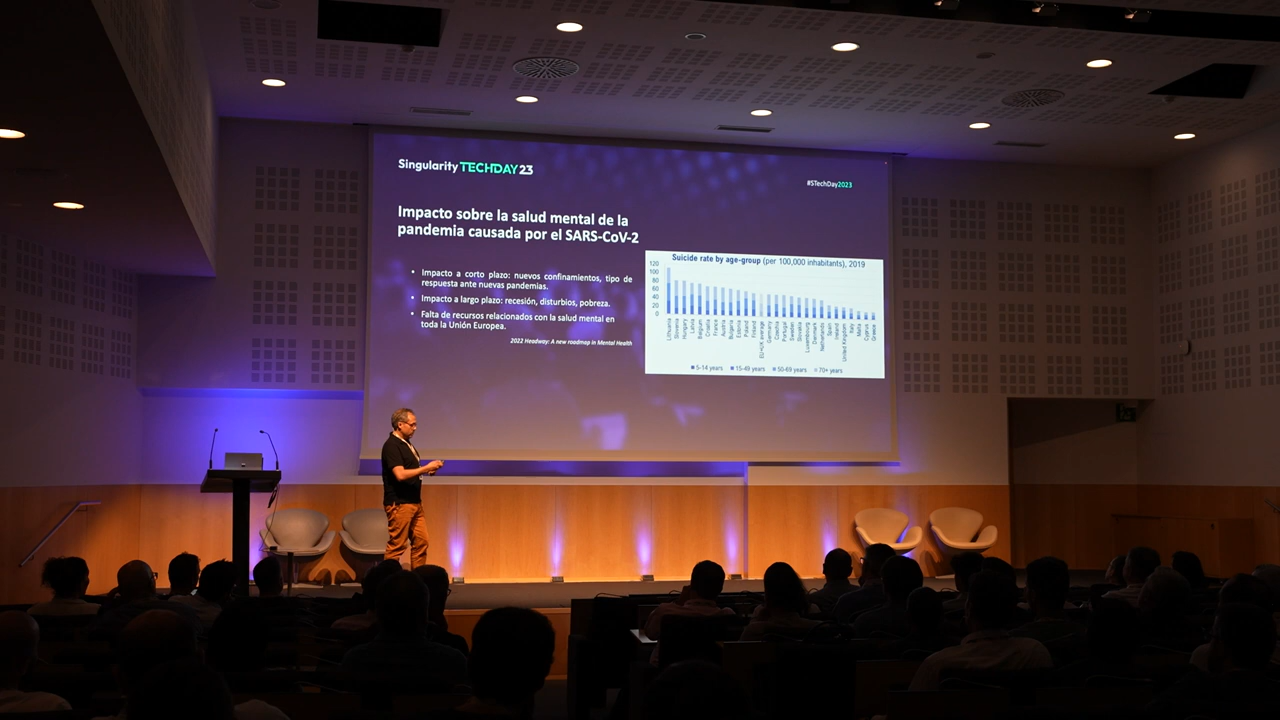 Singularity TECHDAY 23
#STechDay2023
Impacto sobre la salud mental de la
pandemia causada por el SARS-CoV-2
• Impacto a corto plazo: nuevos confinamientos, tipo de
respuesta ante nuevas pandemias.
• Impacto a largo plazo: recesión, disturbios, pobreza.
• Falta de recursos relacionados con la salud mental en
toda la Unión Europea.
2022 Headway: A new roadmap in Mental Health
Suicide rate by age-group (per 100,000 inhabitants), 2019
120
100
80
60
40
20
0
Lithuania
Slovenia
Hungary
Latvia
Belgium
Croatia
France
Austria
Bulgaria
Estonia
Poland
Finland
EU+UK average
Germany
Czechia
Portugal
Sweden
Slovakia
Luxembourg
Denmark
Netherlands
Spain
Ireland
United Kingdom
Italy
Malta
Cyprus
Greece
5-14 years
15-49 years
50-69 years
70+ years